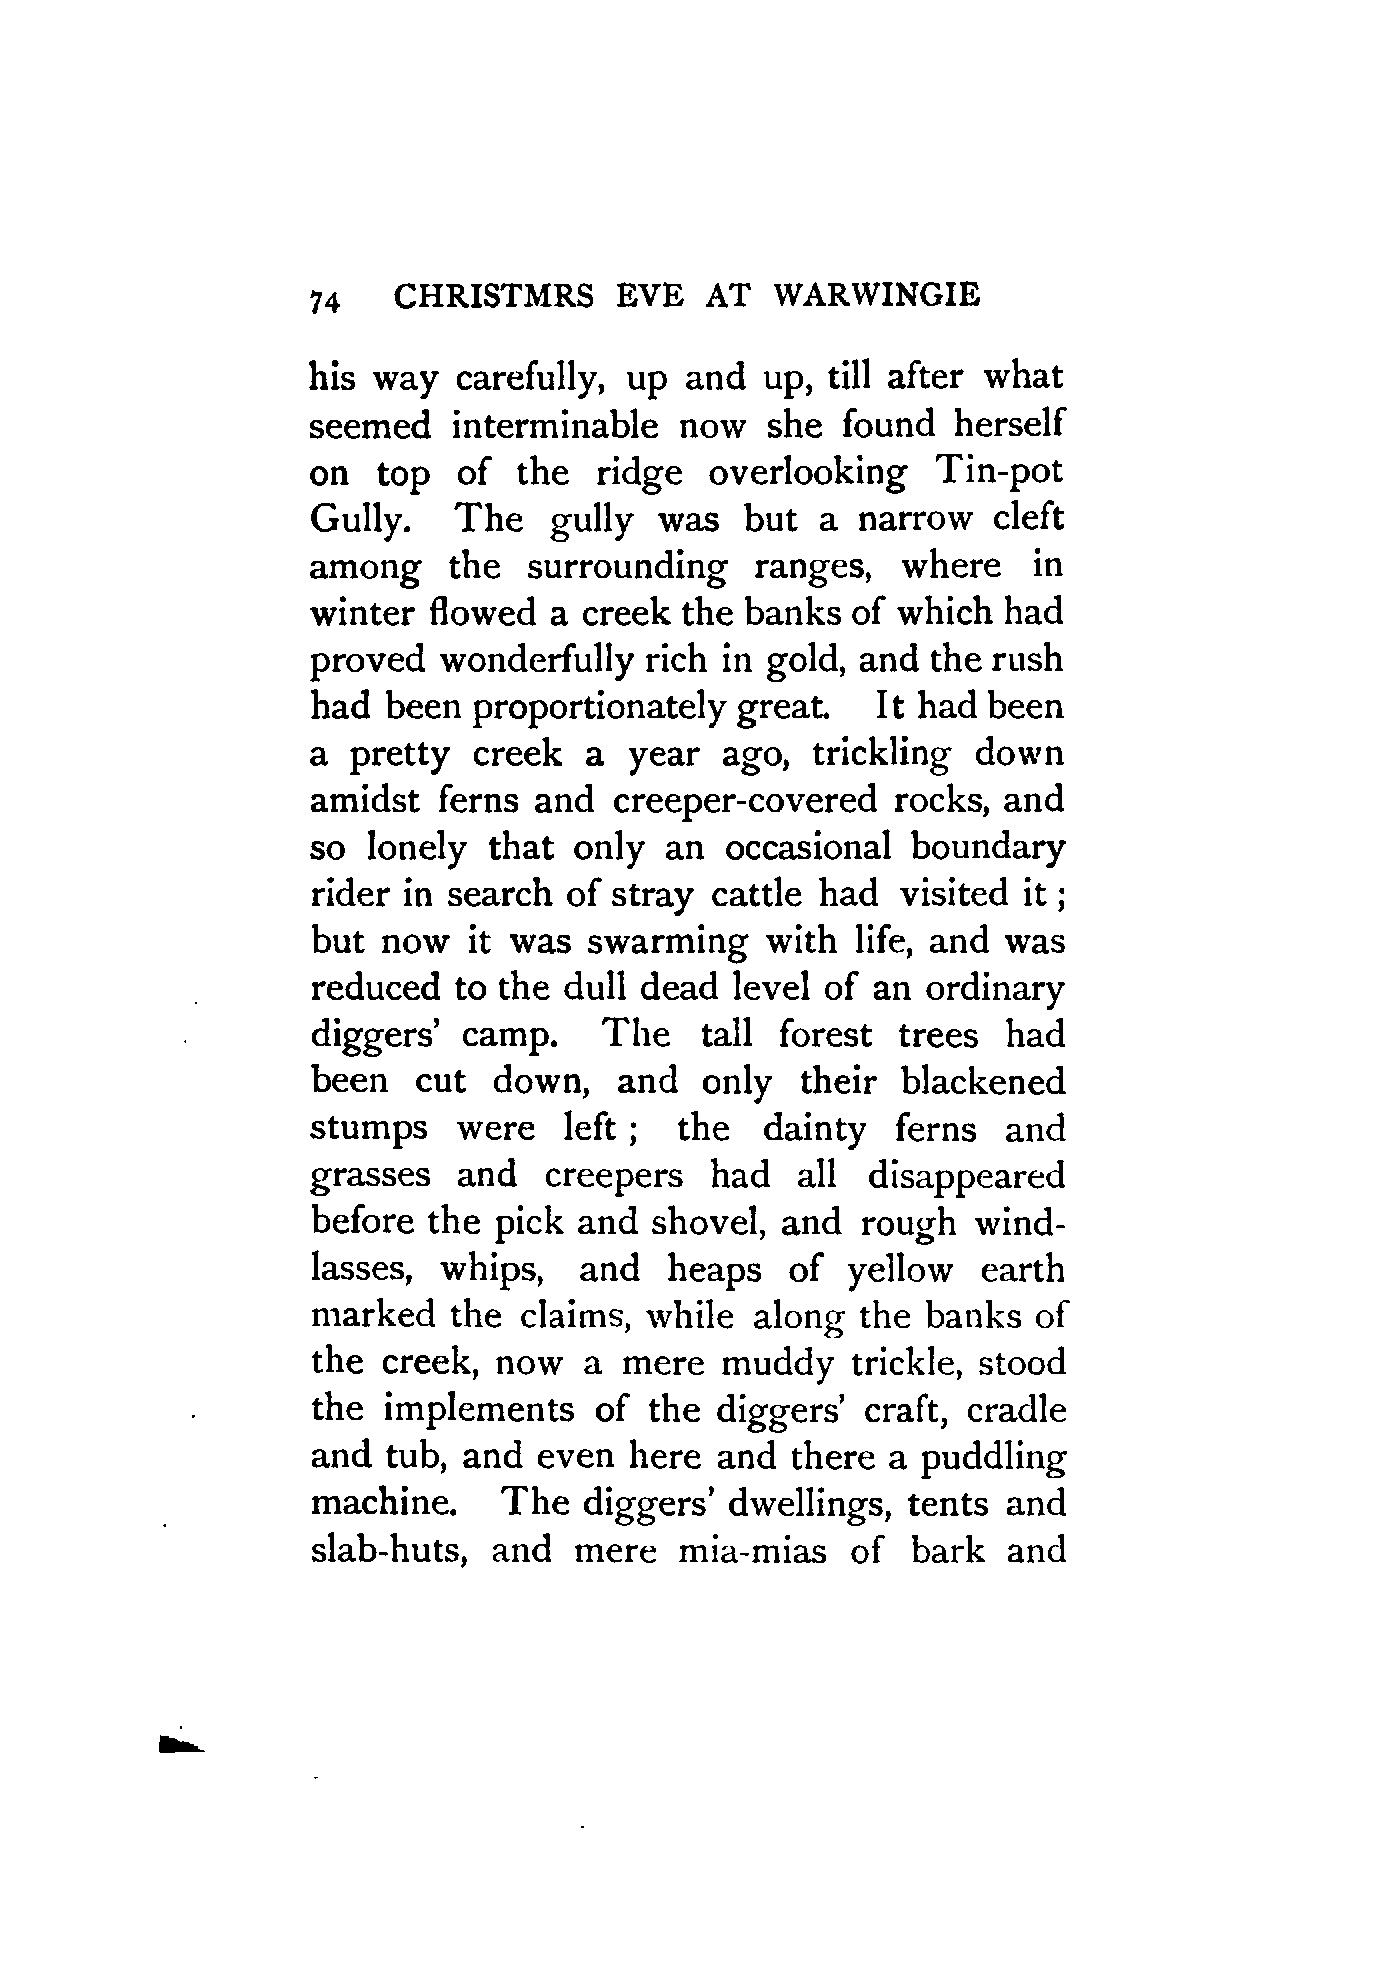 74 CHRISTMRS EVE AT WARWINGIE
his way carefully, up and up, till after what
seemed interminable now she found herself
on top of the ridge overlooking Tin-pot
Gully. The gully was but a narrow cleft
among the surrounding ranges, where in
winter flowed a creek the banks of which had
proved wonderfully rich in gold, and the rush
had been proportionately great. It had been
a pretty creek a year ago, trickling down
amidst ferns and creeper-covered rocks, and
so lonely that only an occasional boundary
rider in search of stray cattle had visited it ;
but now it was swarming with life, and was
reduced to the dull dead level of an ordinary
diggers' camp. The tall forest trees had
been cut down, and only their blackened
stumps were left ; the dainty ferns and
grasses and creepers had all disappeared
before the pick and shovel, and rough wind-
lasses, whips, and heaps of yellow earth
marked the claims, while along the banks of
the creek, now a mere muddy trickle, stood
the implements of the diggers' craft, cradle
and tub, and even here and there a puddling
machine. The diggers' dwellings, tents and
slab-huts, and mere mia-mias of bark and